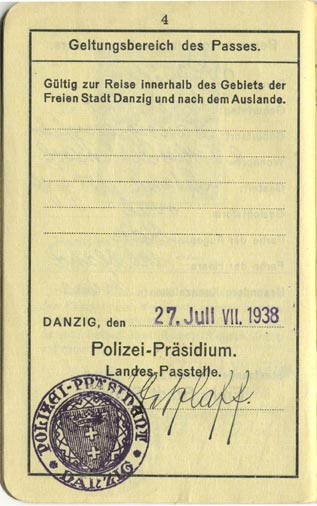 4
Geltungsbereich des Passes.
Gültig zur Reise innerhalb des Gebiets der
Freien Stadt Danzig und nach dem Auslande.
DANZIG, den 27. Juli VII. 1938
Polizei-Präsidium.
Landes-Passtelle.
POLIZEI-PRÄSIDENT
DANZIG